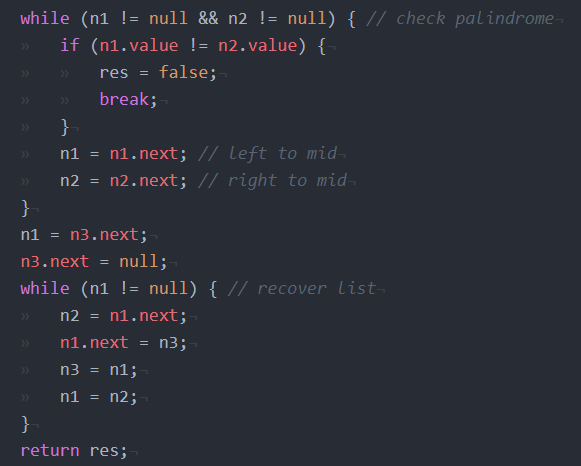 while (n1 != null && n2 != null) { // check palindrome
»   if (n1.value != n2.value) {¬
»   »   res = false;¬
»   »   break;¬
»   }¬
»   n1 = n1.next; // left to mid¬
»   n2 = n2.next; // right to mid¬
}¬
n1 = n3.next;¬
n3.next = null;¬
while (n1 != null) { // recover list¬
»   n2 = n1.next;¬
»   n1.next = n3;¬
»   n3 = n1;¬
»   n1 = n2;¬
}¬
return res;¬